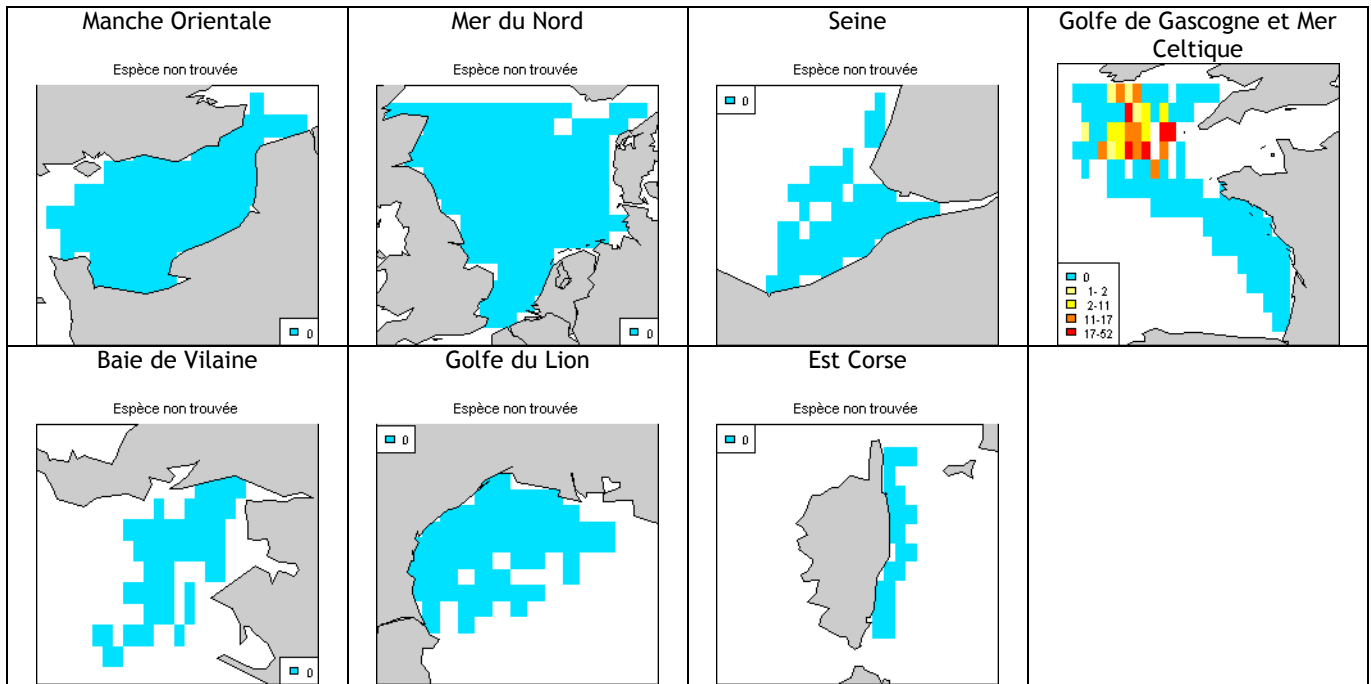 Manche Orientale
Espèce non trouvée
0
Mer du Nord
Espèce non trouvée
0
Seine
Espèce non trouvée
0
Golfe de Gascogne et Mer
Celtique
0
1- 2
2-11
11-17
17-52
Baie de Vilaine
Espèce non trouvée
0
Golfe du Lion
Espèce non trouvée
0
Est Corse
Espèce non trouvée
0